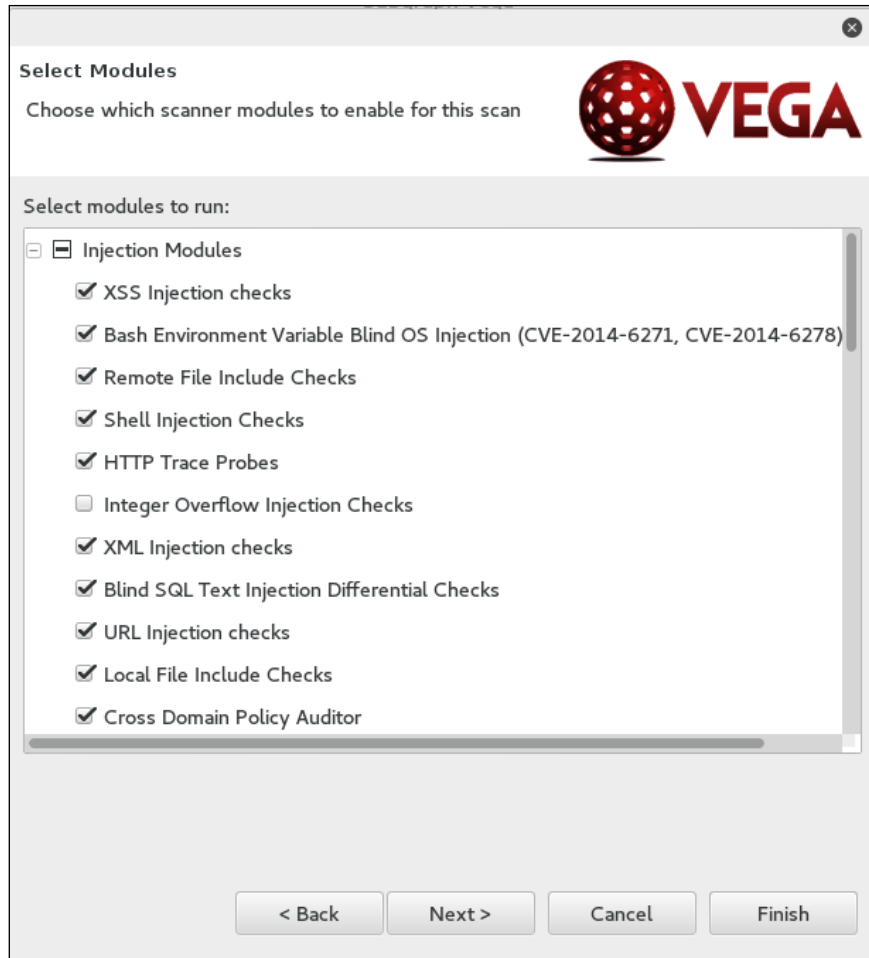 Select Modules
Choose which scanner modules to enable for this scan
VEGA
Select modules to run:
Injection Modules
XSS Injection checks
Bash Environment Variable Blind OS Injection (CVE-2014-6271, CVE-2014-6278)
Remote File Include Checks
Shell Injection Checks
HTTP Trace Probes
Integer Overflow Injection Checks
XML Injection checks
Blind SQL Text Injection Differential Checks
URL Injection checks
Local File Include Checks
Cross Domain Policy Auditor
< Back
Next >
Cancel
Finish